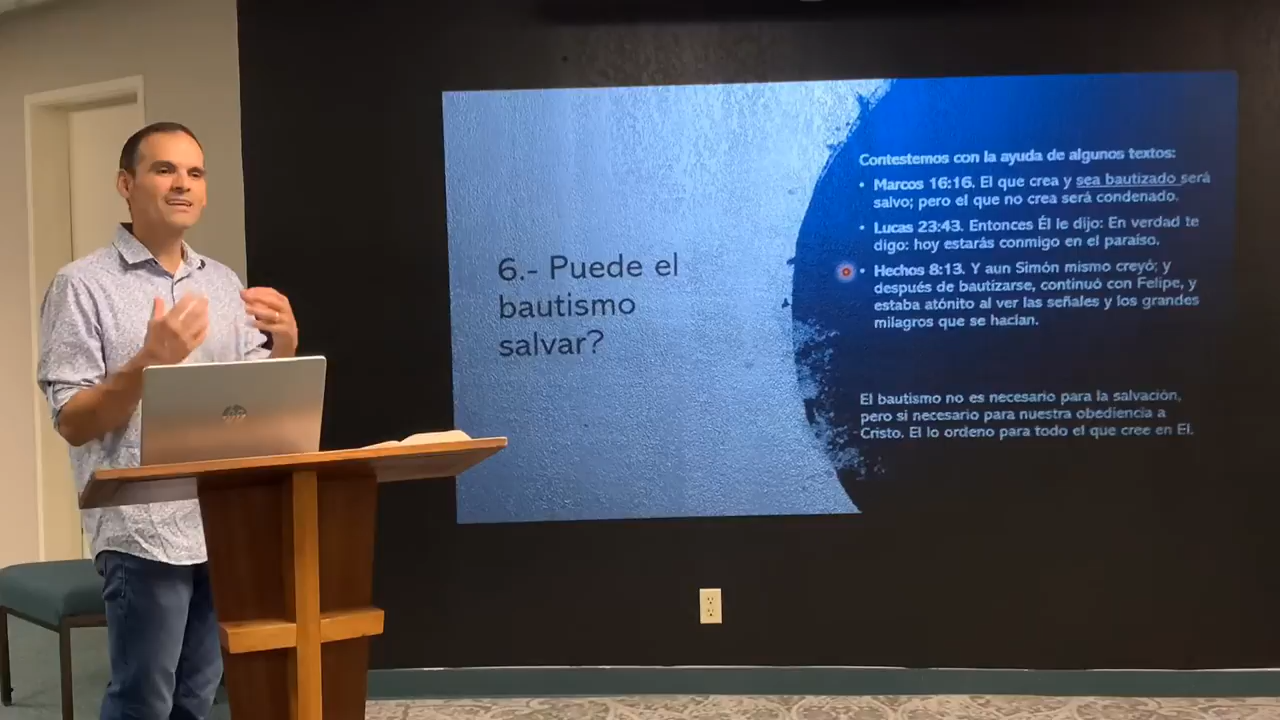 6.- Puede el
bautismo
salvar?
Contestemos con la ayuda de algunos textos:
• Marcos 16:16. El que crea y sea bautizado será
salvo; pero el que no crea será condenado.
• Lucas 23:43. Entonces Él le dijo: En verdad te
digo: hoy estarás conmigo en el paraíso.
• Hechos 8:13. Y aun Simón mismo creyó; y
después de bautizarse, continuó con Felipe, y
estaba atónito al ver las señales y los grandes
milagros que se hacían.
El bautismo no es necesario para la salvación,
pero si necesario para nuestra obediencia a
Cristo. El lo ordeno para todo el que cree en El.
hp